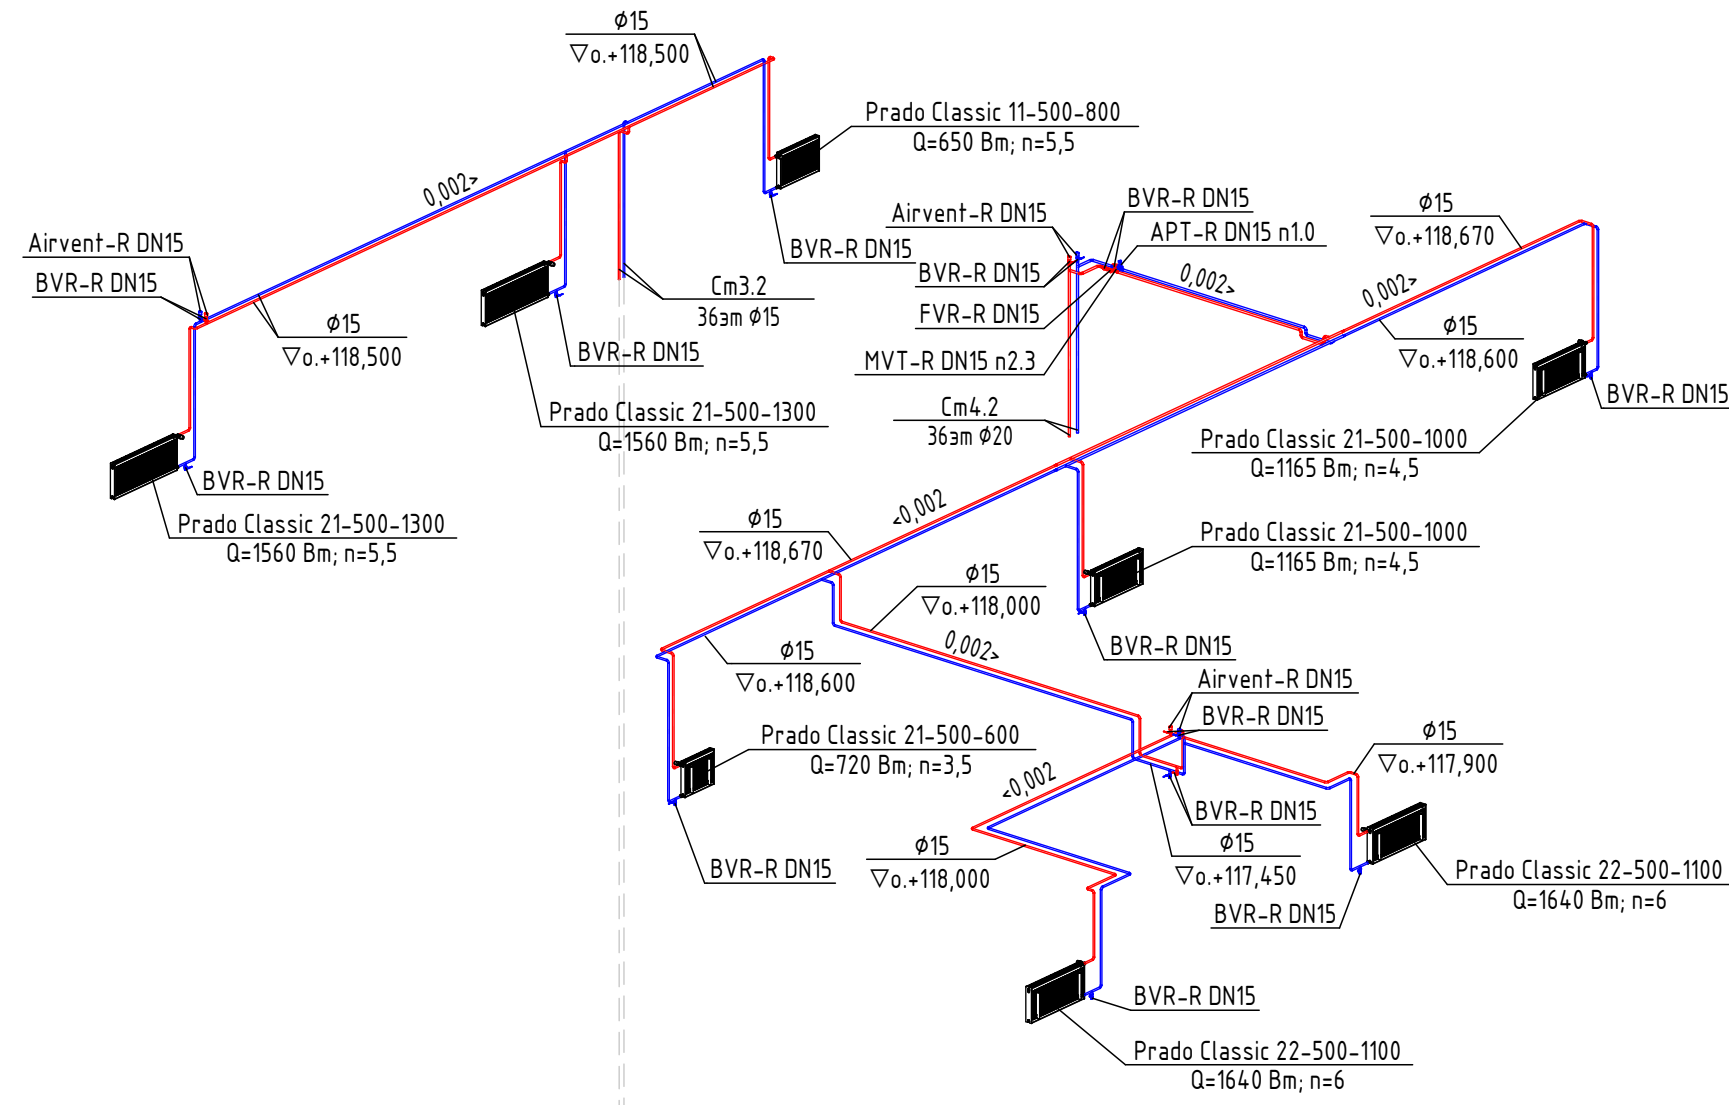 Ø15
▽о.+118,500
Prado Classic 11-500-800
Q=650 Вт; n=5,5
0,002>
BVR-R DN15
Airvent-R DN15
BVR-R DN15
Ø15
▽о.+118,500
Cт3.2
36эт Ø15
BVR-R DN15
Prado Classic 21-500-1300
Q=1560 Вт; n=5,5
BVR-R DN15
Prado Classic 21-500-1300
Q=1560 Вт; n=5,5
Airvent-R DN15
BVR-R DN15
APT-R DN15 n1.0
BVR-R DN15
FVR-R DN15
MVT-R DN15 n2.3
0,002>
Ø15
▽о.+118,670
0,002>
Ø15
▽о.+118,600
BVR-R DN15
Cт4.2
36эт Ø20
Prado Classic 21-500-1000
Q=1165 Вт; n=4,5
<0,002
Ø15
▽о.+118,670
Prado Classic 21-500-1000
Q=1165 Вт; n=4,5
Ø15
▽о.+118,000
0,002>
BVR-R DN15
Ø15
▽о.+118,600
Airvent-R DN15
BVR-R DN15
Prado Classic 21-500-600
Q=720 Вт; n=3,5
Ø15
▽о.+117,900
<0,002
BVR-R DN15
BVR-R DN15
Ø15
▽о.+118,000
Ø15
▽о.+117,450
Prado Classic 22-500-1100
Q=1640 Вт; n=6
BVR-R DN15
BVR-R DN15
Prado Classic 22-500-1100
Q=1640 Вт; n=6